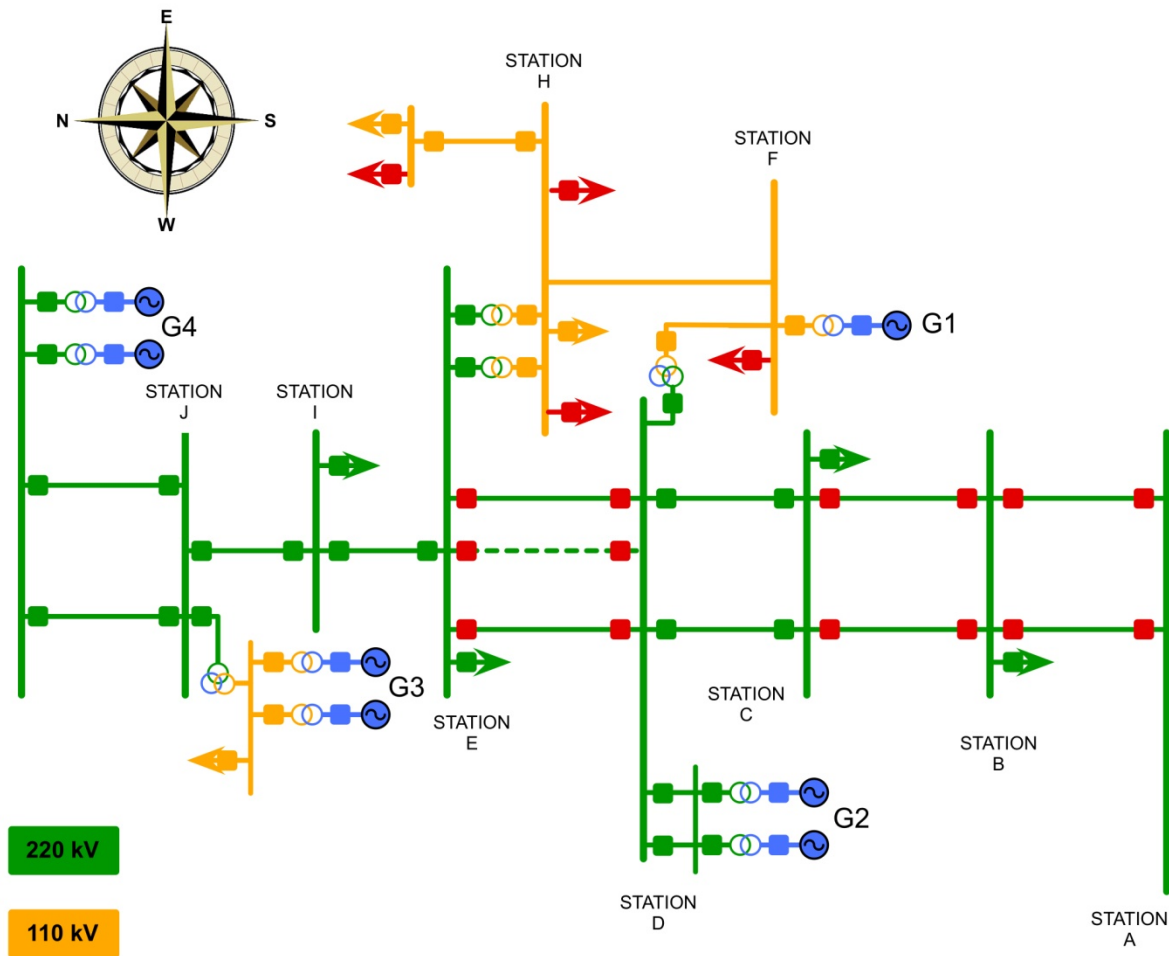 E
N
S
W
STATION
H
STATION
F
G4
G1
STATION
J
STATION
I
G3
STATION
E
STATION
C
STATION
B
G2
STATION
D
STATION
A
220 kV
110 kV